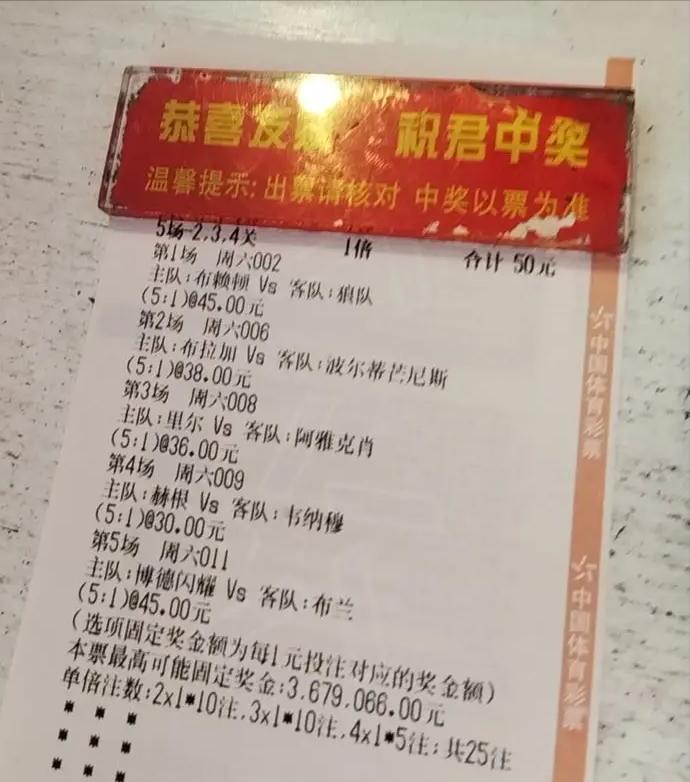 恭喜发财 祝君中奖
温馨提示:出票请核对 中奖以票为准
5场-2,3,4关 1倍 合计 50元
第1场 周六002
主队:布赖顿 Vs 客队:狼队
(5:1)@45.00元
第2场 周六006
主队:布拉加 Vs 客队:波尔蒂芒尼斯
(5:1)@38.00元
第3场 周六008
主队:里尔 Vs 客队:阿雅克肖
(5:1)@36.00元
第4场 周六009
主队:赫根 Vs 客队:韦纳穆
(5:1)@30.00元
第5场 周六011
主队:博德闪耀 Vs 客队:布兰
(5:1)@45.00元
(选项固定奖金额为每1元投注对应的奖金额)
本票最高可能固定奖金:3,679,066.00元
单倍注数:2x1*10注,3x1*10注,4x1*5注;共25注
中国体育彩票
中国体育彩票